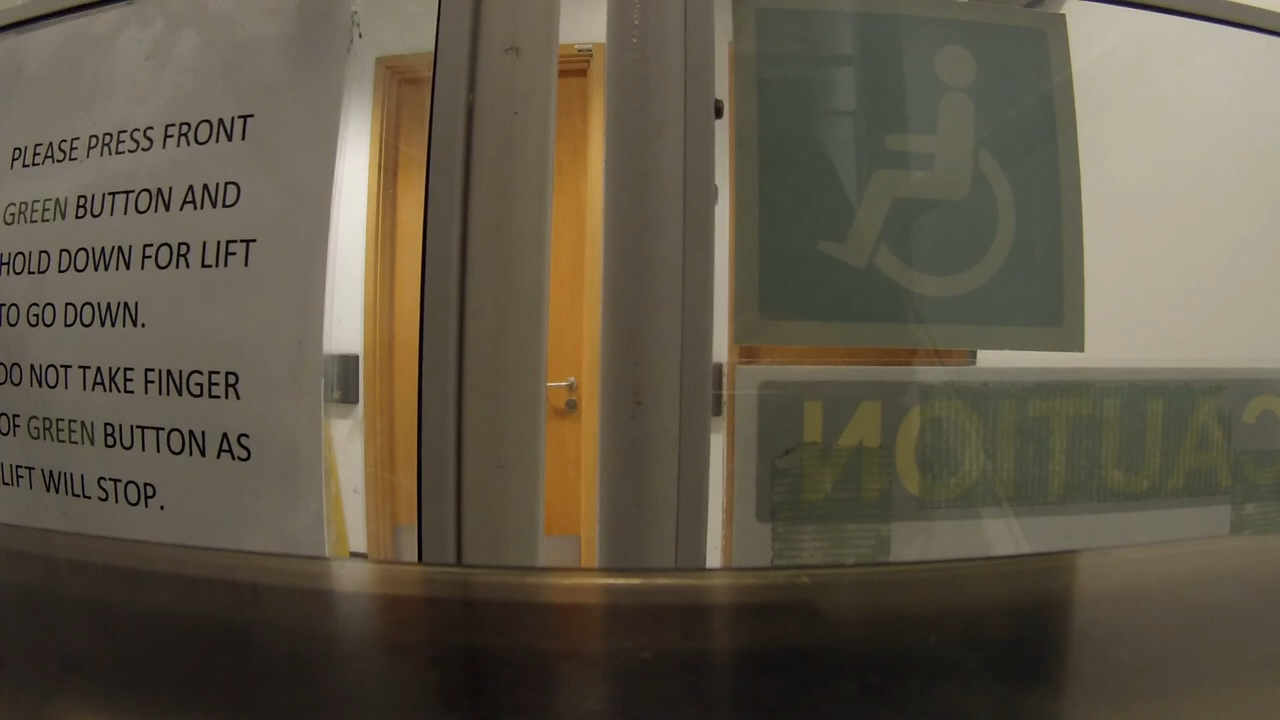 PLEASE PRESS FRONT
GREEN BUTTON AND
HOLD DOWN FOR LIFT
TO GO DOWN.
DO NOT TAKE FINGER
OF GREEN BUTTON AS
LIFT WILL STOP.
CAUTION